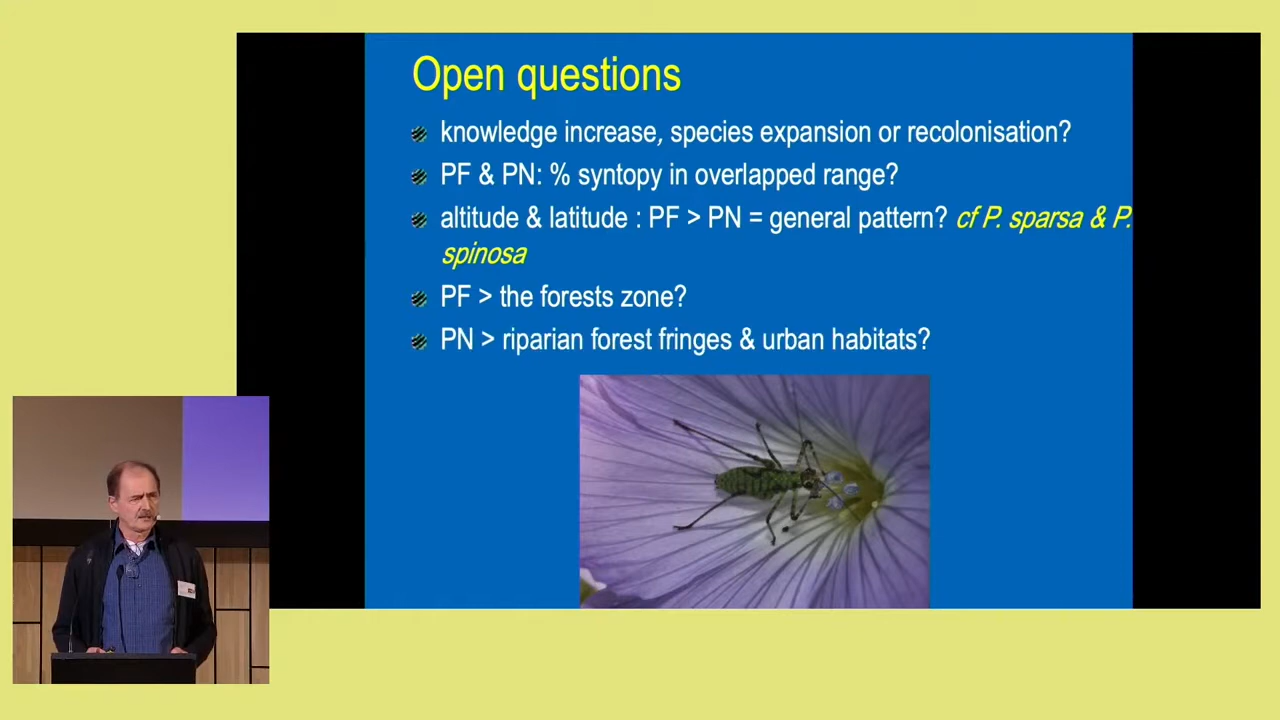 Open questions
knowledge increase, species expansion or recolonisation?
PF & PN: % syntopy in overlapped range?
altitude & latitude : PF > PN = general pattern? cf P. sparsa & P.
spinosa
PF > the forests zone?
PN > riparian forest fringes & urban habitats?